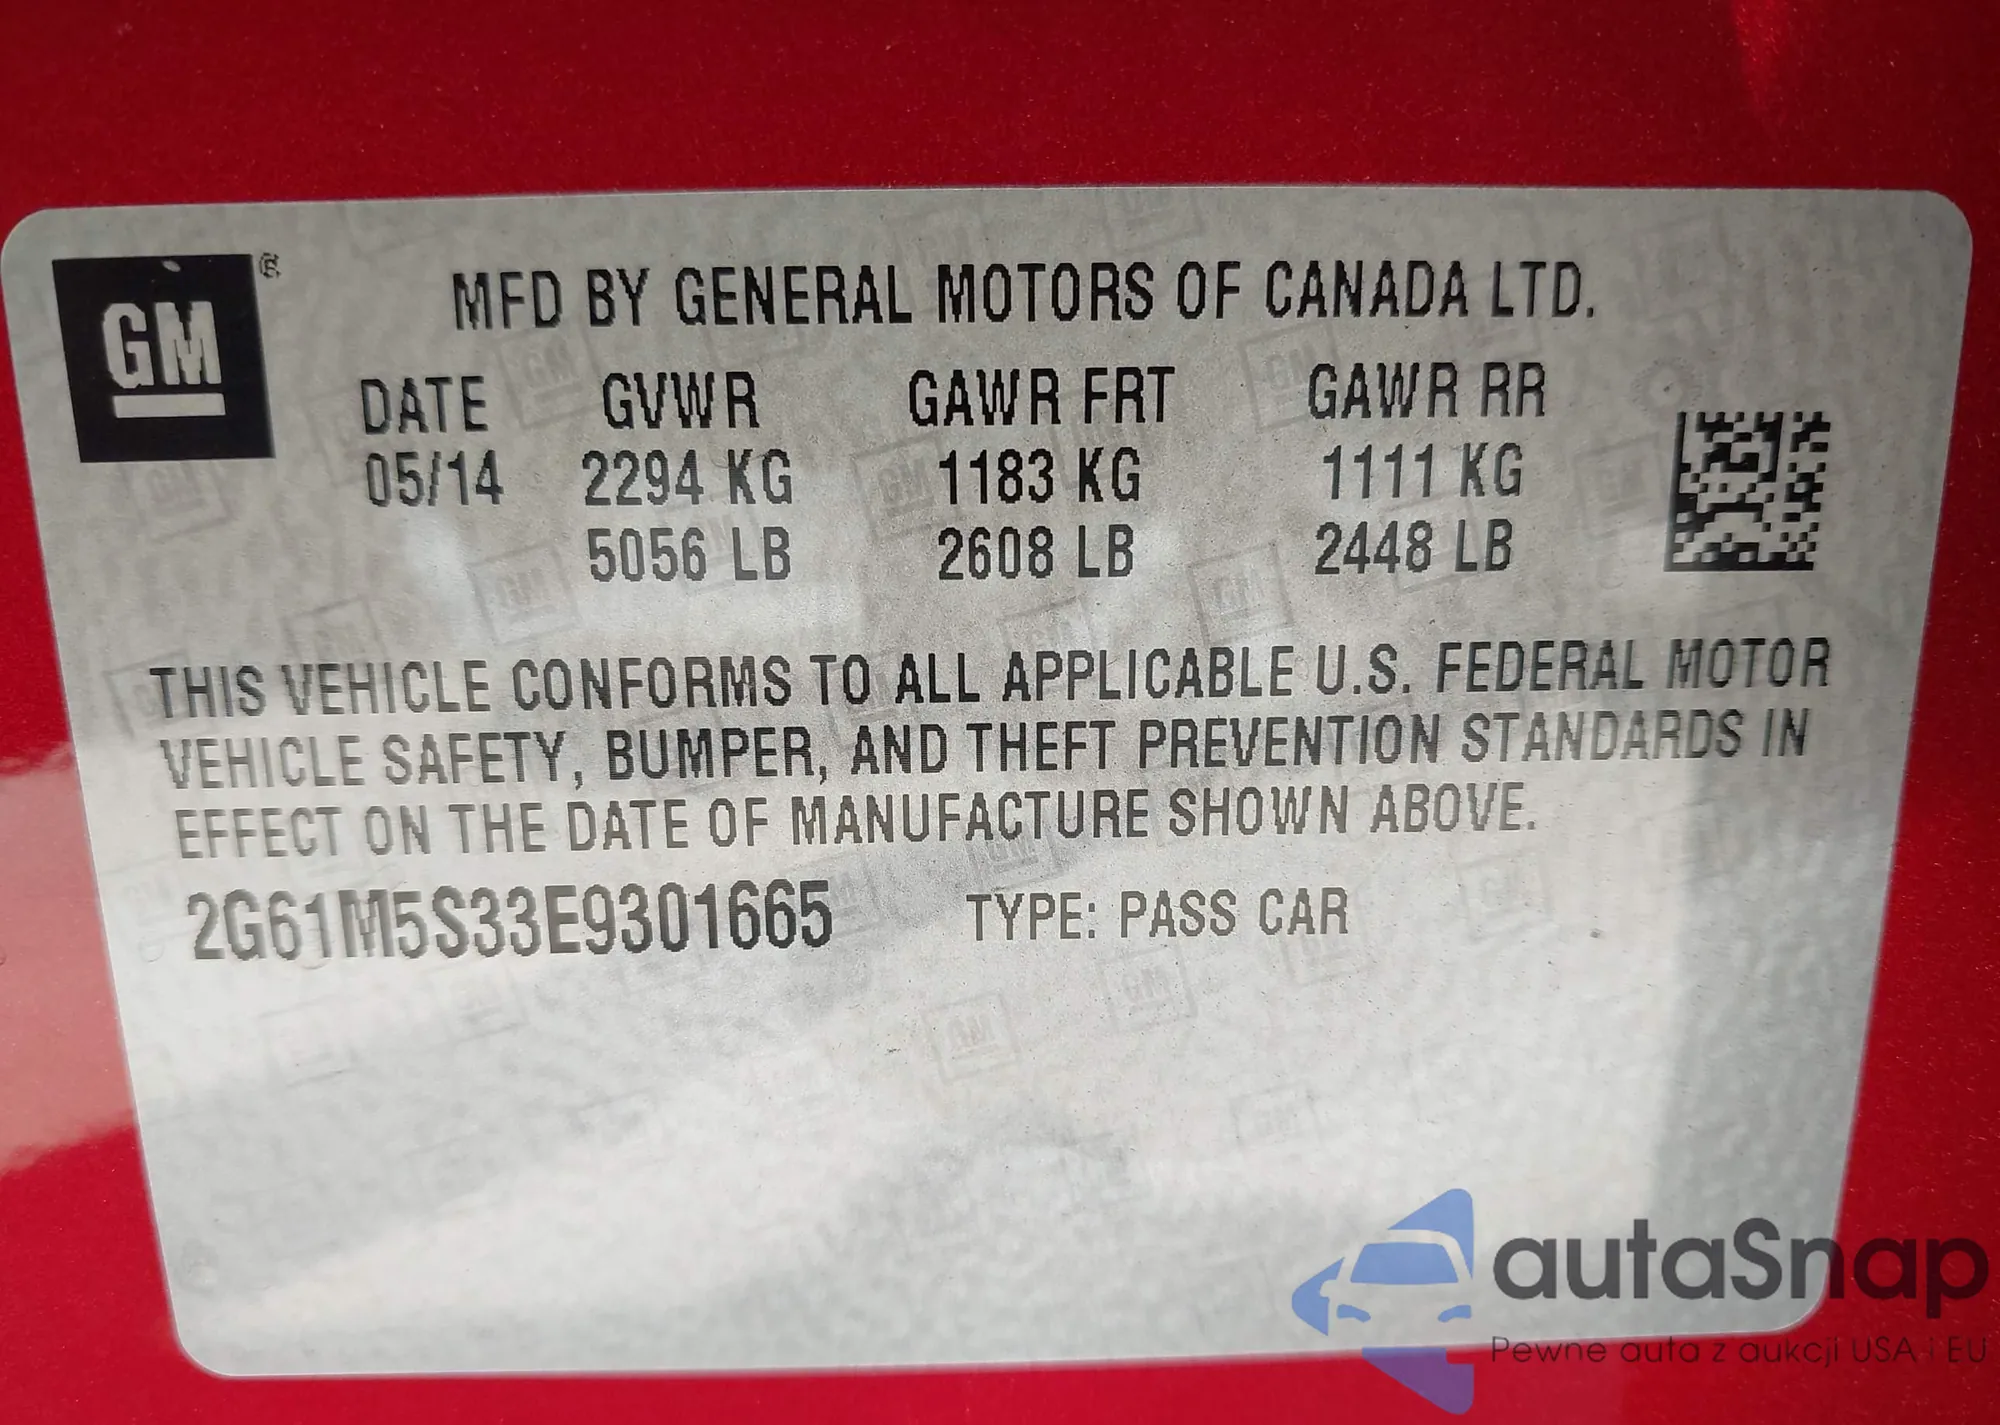 GM ®
MFD BY GENERAL MOTORS OF CANADA LTD.
DATE GVWR GAWR FRT GAWR RR
05/14 2294 KG 1183 KG 1111 KG
5056 LB 2608 LB 2448 LB
THIS VEHICLE CONFORMS TO ALL APPLICABLE U.S. FEDERAL MOTOR
VEHICLE SAFETY, BUMPER, AND THEFT PREVENTION STANDARDS IN
EFFECT ON THE DATE OF MANUFACTURE SHOWN ABOVE.
2G61M5S33E9301665 TYPE: PASS CAR
autaSnap
Pewne auta z aukcji USA i EU